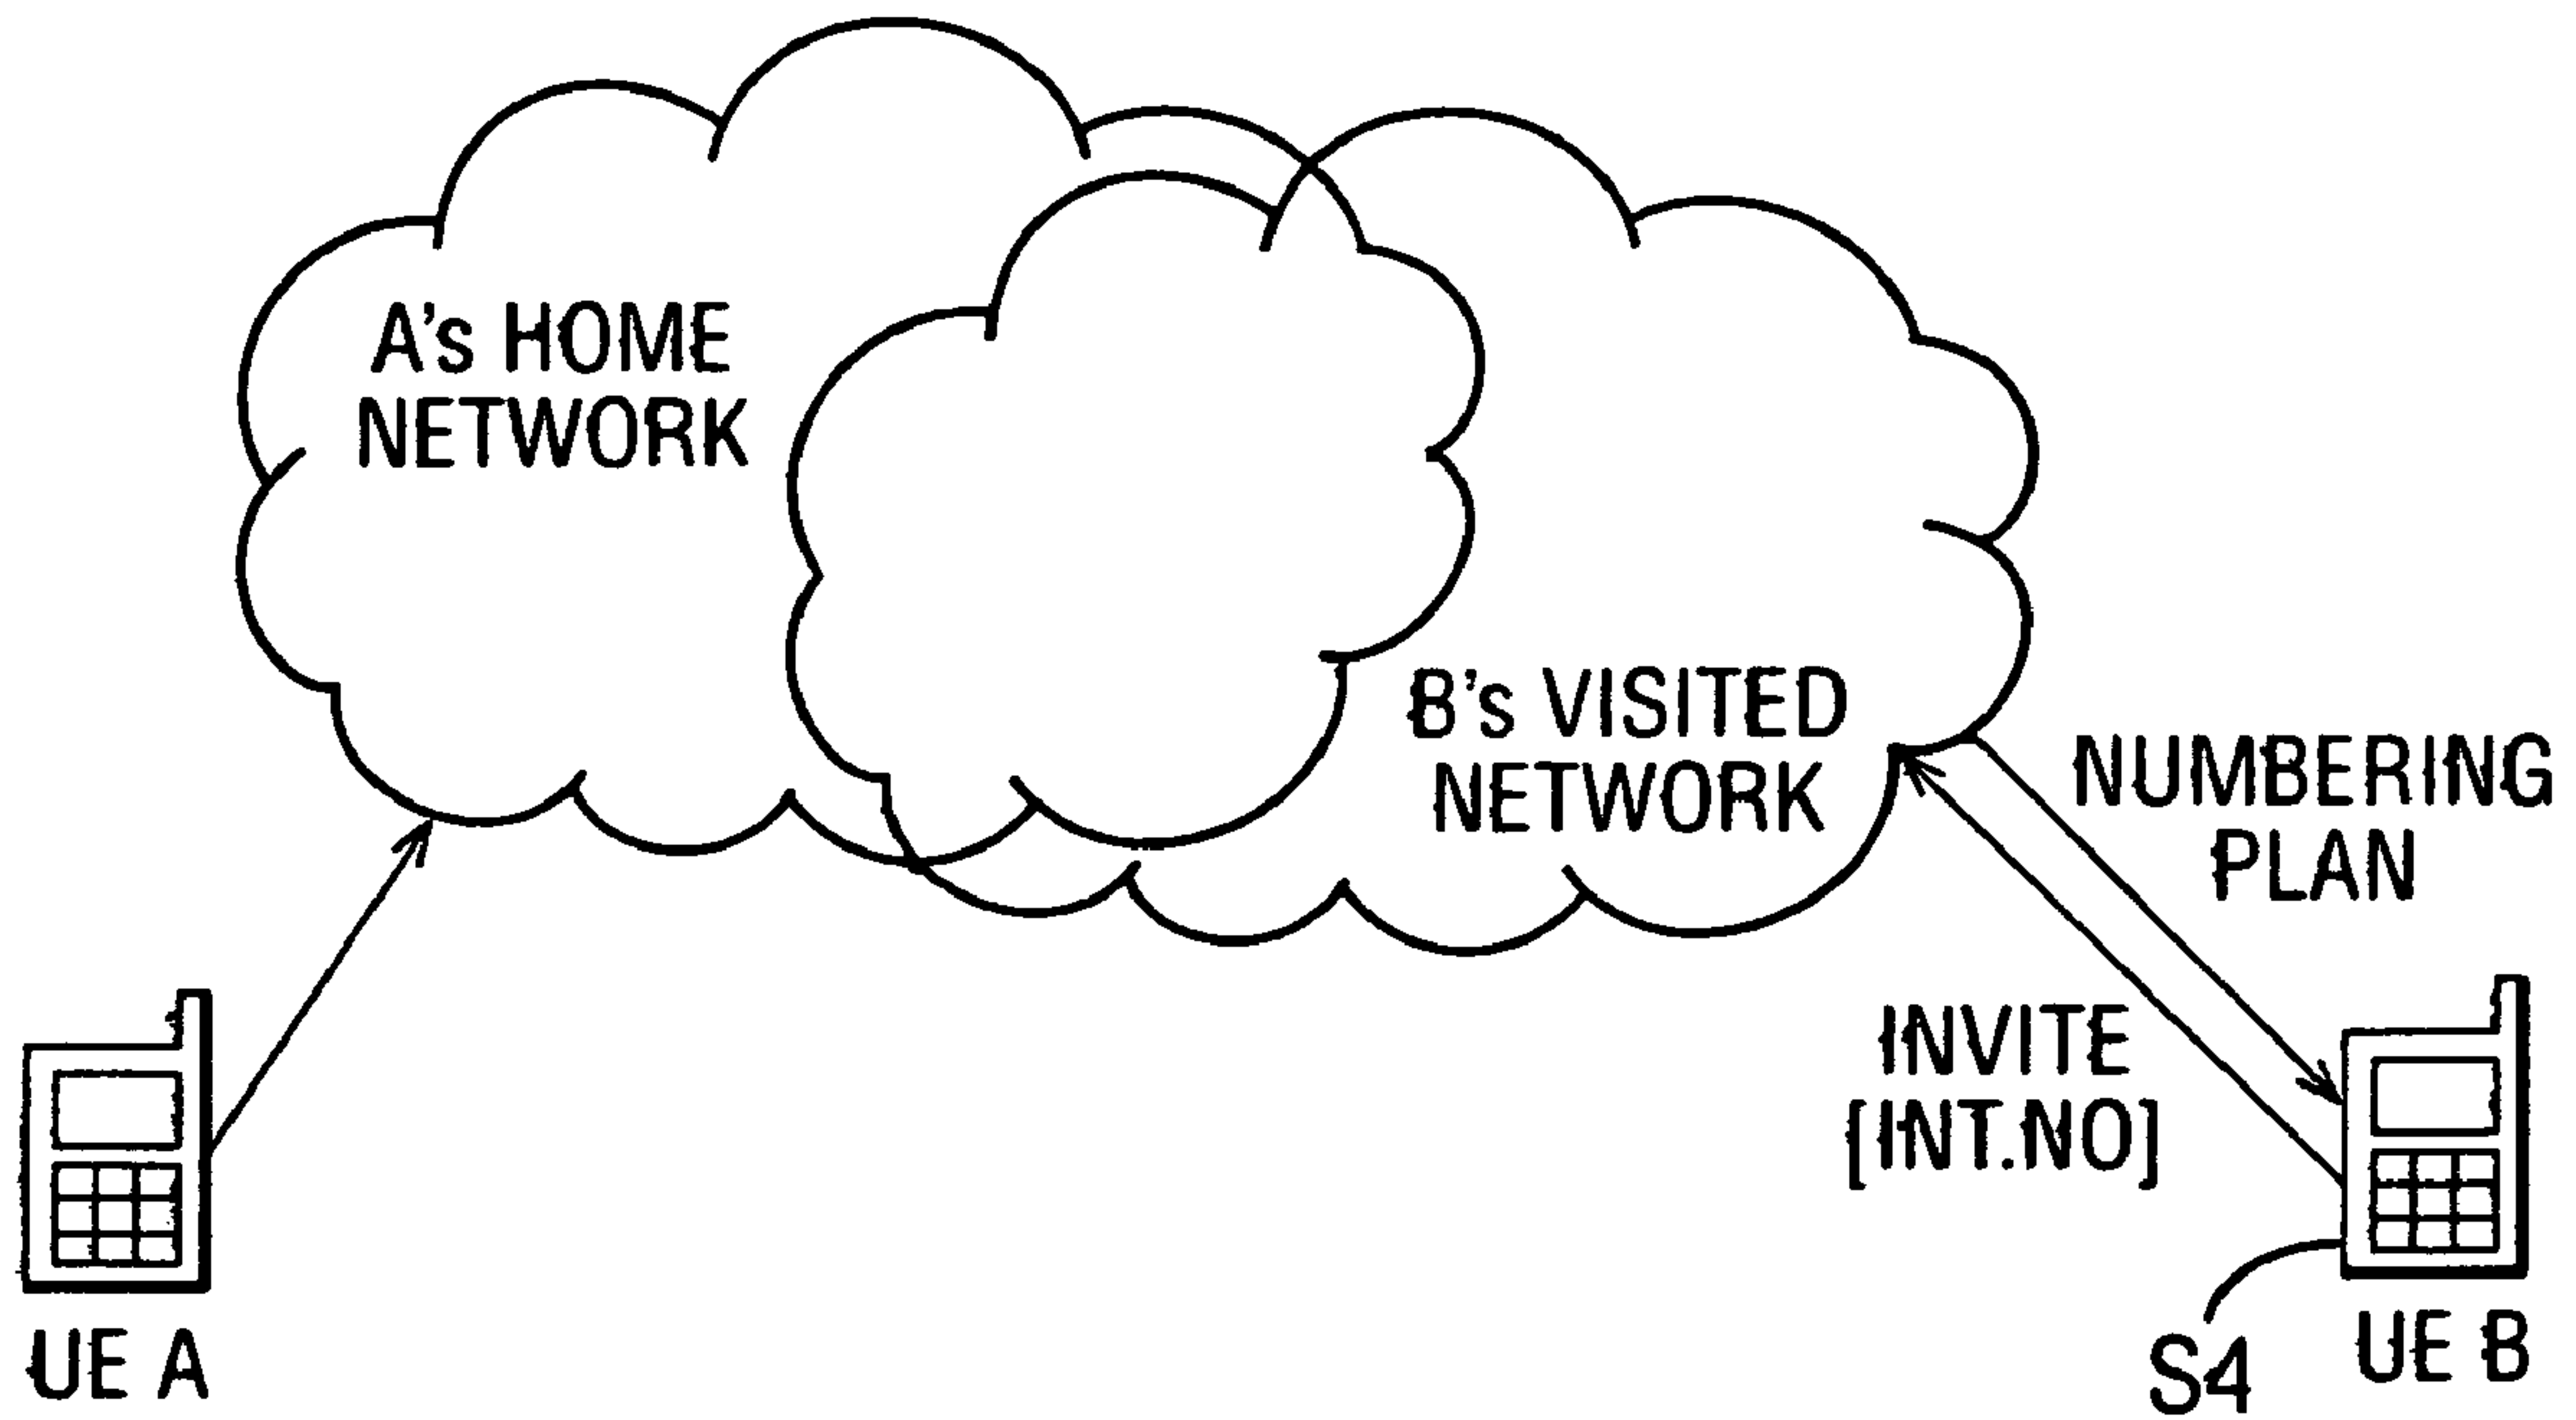 A's HOME
NETWORK
B's VISITED
NETWORK
NUMBERING
PLAN
INVITE
[INT.NO]
UE A
S4
UE B